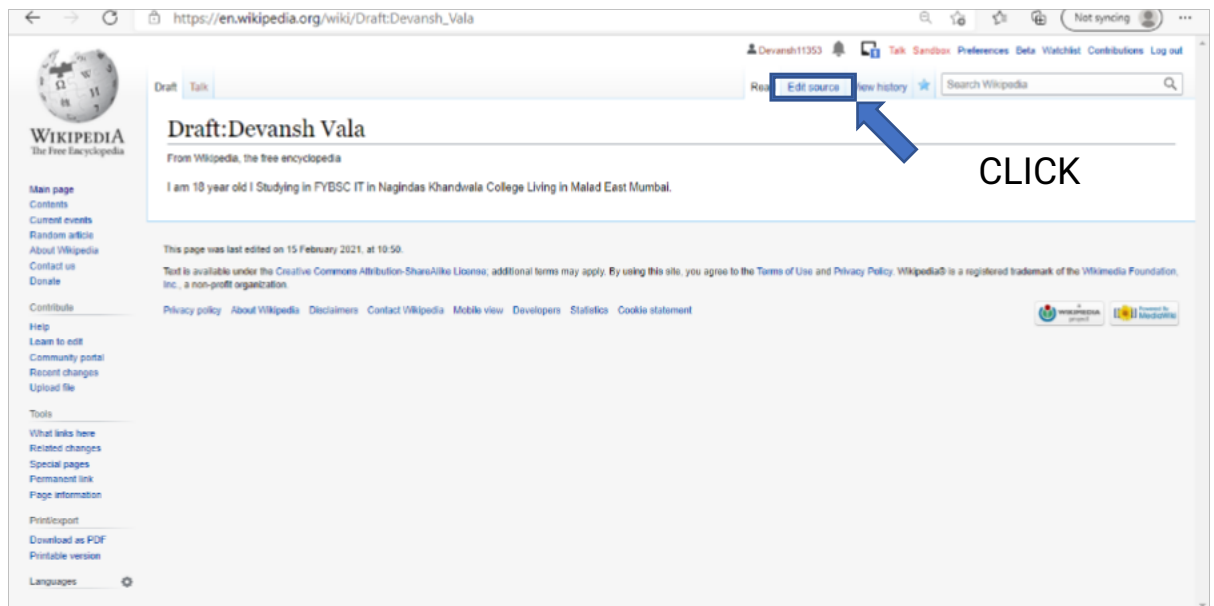 https://en.wikipedia.org/wiki/Draft:Devansh_Vala
Not syncing
Devansh11353 Talk Sandbox Preferences Beta Watchlist Contributions Log out
Draft Talk
Edit source view history Search Wikipedia
WIKIPEDIA
The Free Encyclopedia
Draft:Devansh Vala
From Wikipedia, the free encyclopedia
CLICK
I am 18 year old I Studying in FYBSC IT in Nagindas Khandwala College Living in Malad East Mumbai.
Main page
Contents
Current events
Random article
About Wikipedia
Contact us
Donate
Contribute
Help
Learn to edit
Community portal
Recent changes
Upload file
Tools
What links here
Related changes
Special pages
Permanent link
Page information
Print/export
Download as PDF
Printable version
Languages
This page was last edited on 15 February 2021, at 10:50.
Text is available under the Creative Commons Attribution-ShareAlike License; additional terms may apply. By using this site, you agree to the Terms of Use and Privacy Policy. Wikipedia® is a registered trademark of the Wikimedia Foundation,
Inc., a non-profit organization.
Privacy policy About Wikipedia Disclaimers Contact Wikipedia Mobile view Developers Statistics Cookie statement
WIKIMEDIA
project
Powered By
MediaWiki